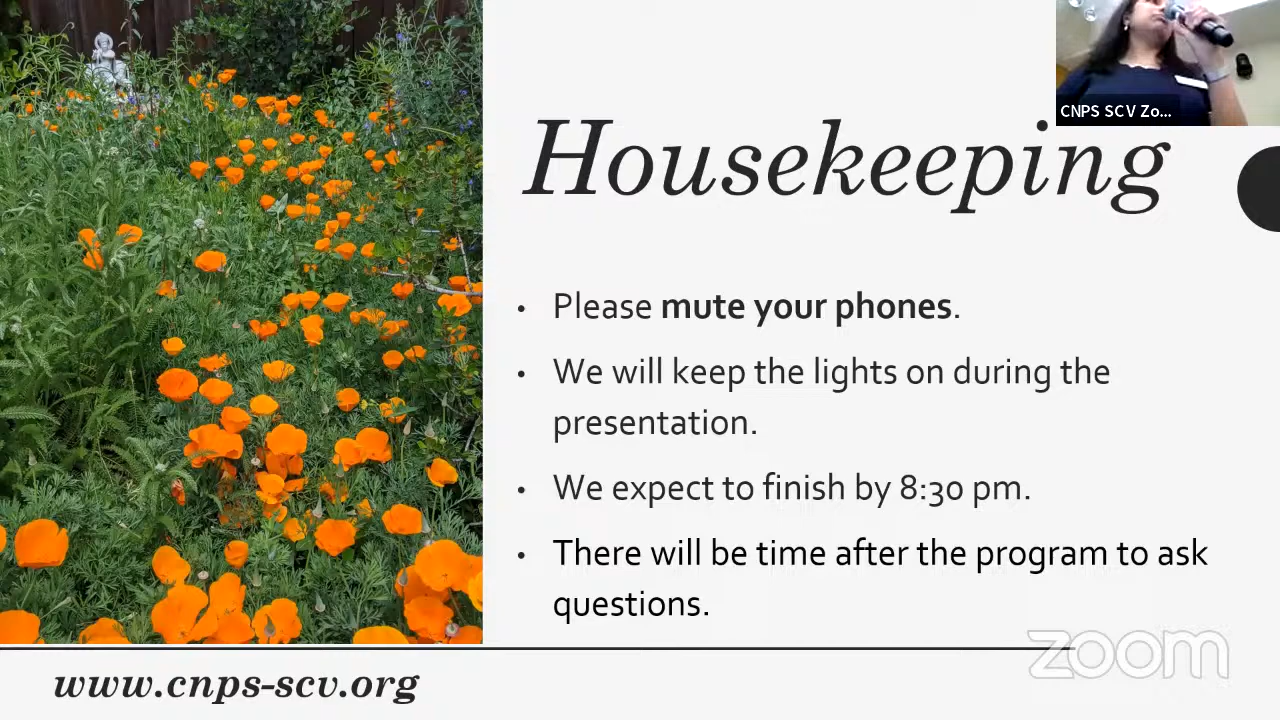 CNPS SCV Zo...
Housekeeping
• Please mute your phones.
• We will keep the lights on during the
presentation.
• We expect to finish by 8:30 pm.
• There will be time after the program to ask
questions.
zoom
www.cnps-scv.org